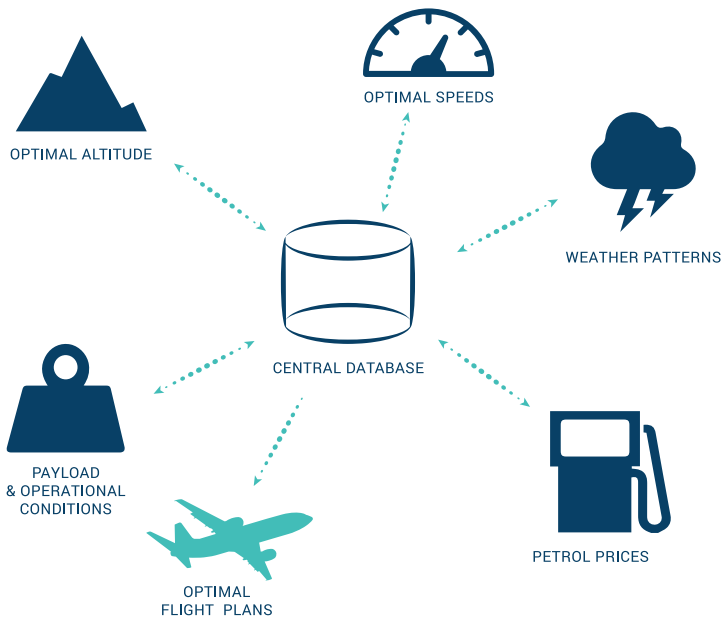 OPTIMAL SPEEDS
OPTIMAL ALTITUDE
WEATHER PATTERNS
CENTRAL DATABASE
PAYLOAD
& OPERATIONAL
CONDITIONS
PETROL PRICES
OPTIMAL
FLIGHT PLANS